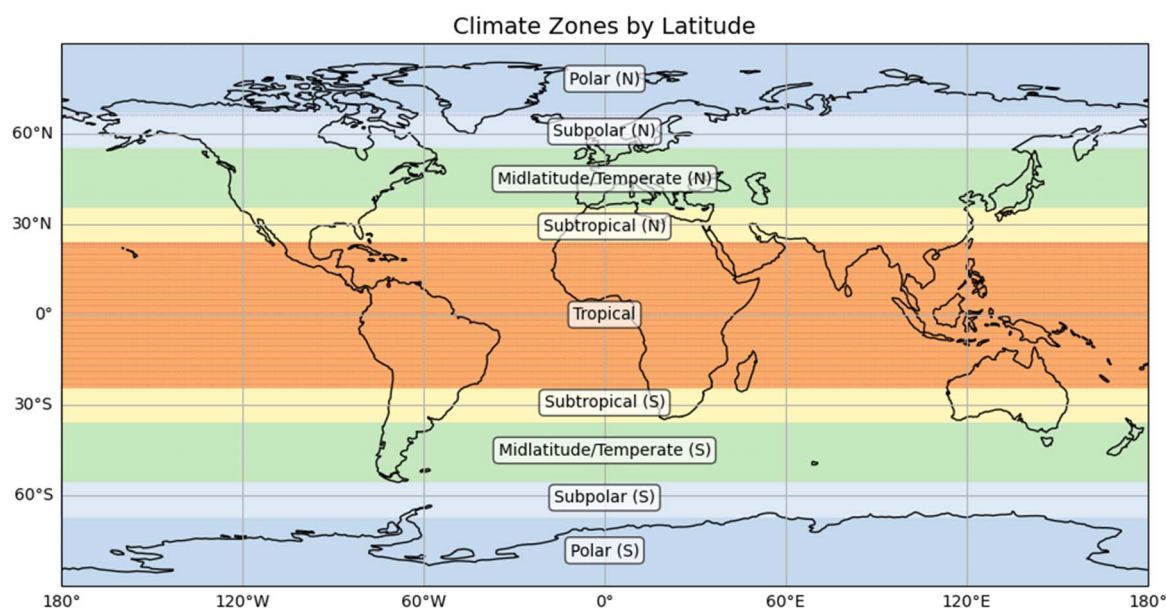 Climate Zones by Latitude
Polar (N)
60°N
Subpolar (N)
Midlatitude/Temperate (N)
30°N
Subtropical (N)
0°
Tropical
30°S
Subtropical (S)
Midlatitude/Temperate (S)
60°S
Subpolar (S)
Polar (S)
180° 120°W 60°W 0° 60°E 120°E 180°